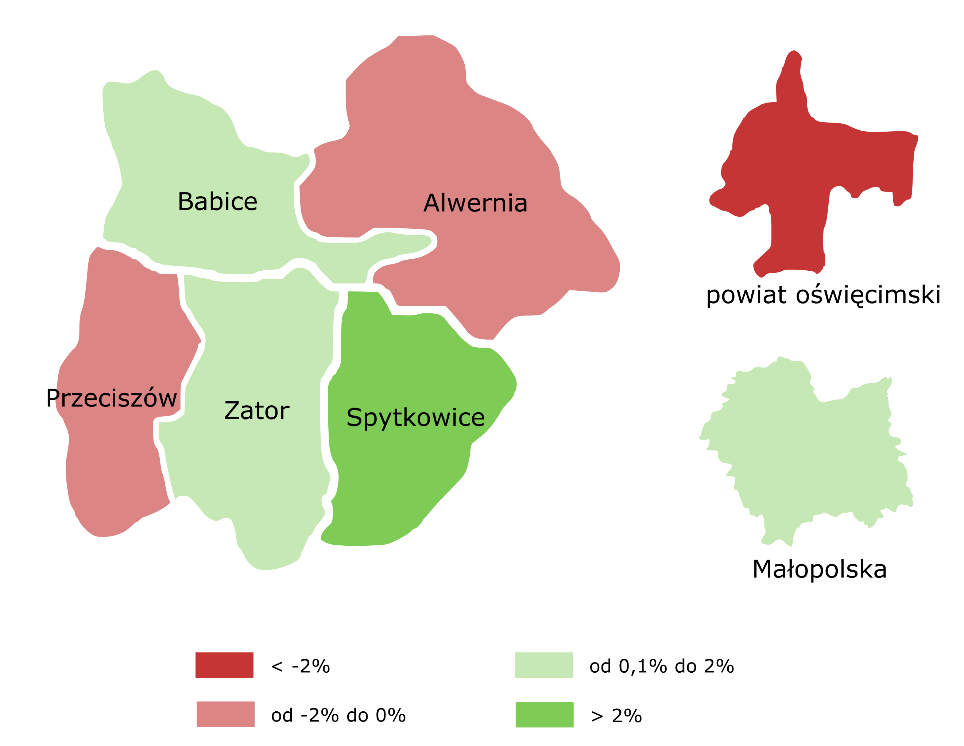 Babice
Alwernia
powiat oświęcimski
Przeciszów
Zator
Spytkowice
Małopolska
< -2%
od 0,1% do 2%
od -2% do 0%
> 2%